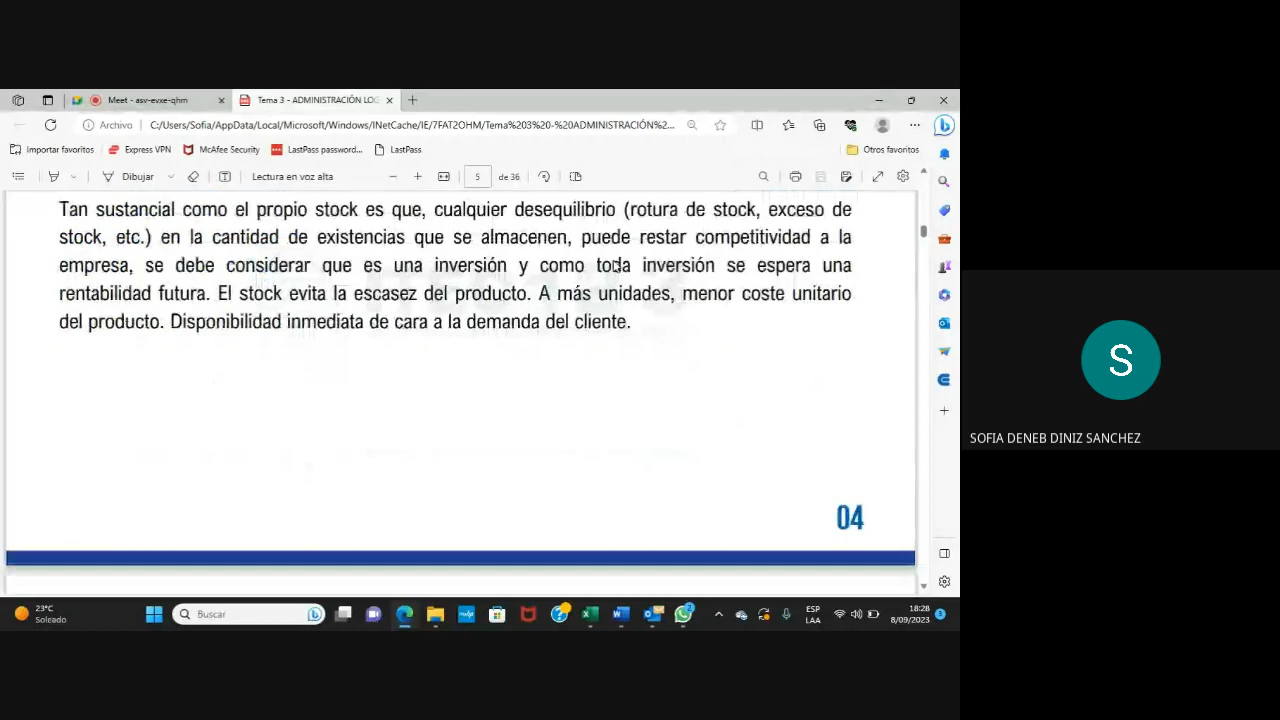 Meet - asv-evxe-qhm
Tema 3 - ADMINISTRACIÓN LOG
Archivo C:/Users/Sofia/AppData/Local/Microsoft/Windows/INetCache/IE/7FAT2OHM/Tema%203%20-%20ADMINISTRACIÓN%2...
Importar favoritos Express VPN McAfee Security LastPass password... LastPass Otros favoritos
Dibujar Lectura en voz alta 5 de 36
Tan sustancial como el propio stock es que, cualquier desequilibrio (rotura de stock, exceso de
stock, etc.) en la cantidad de existencias que se almacenen, puede restar competitividad a la
empresa, se debe considerar que es una inversión y como toda inversión se espera una
rentabilidad futura. El stock evita la escasez del producto. A más unidades, menor coste unitario
del producto. Disponibilidad inmediata de cara a la demanda del cliente.
04
S
SOFIA DENEB DINIZ SANCHEZ
23°C
Soleado
Buscar
ESP
LAA
18:28
8/09/2023